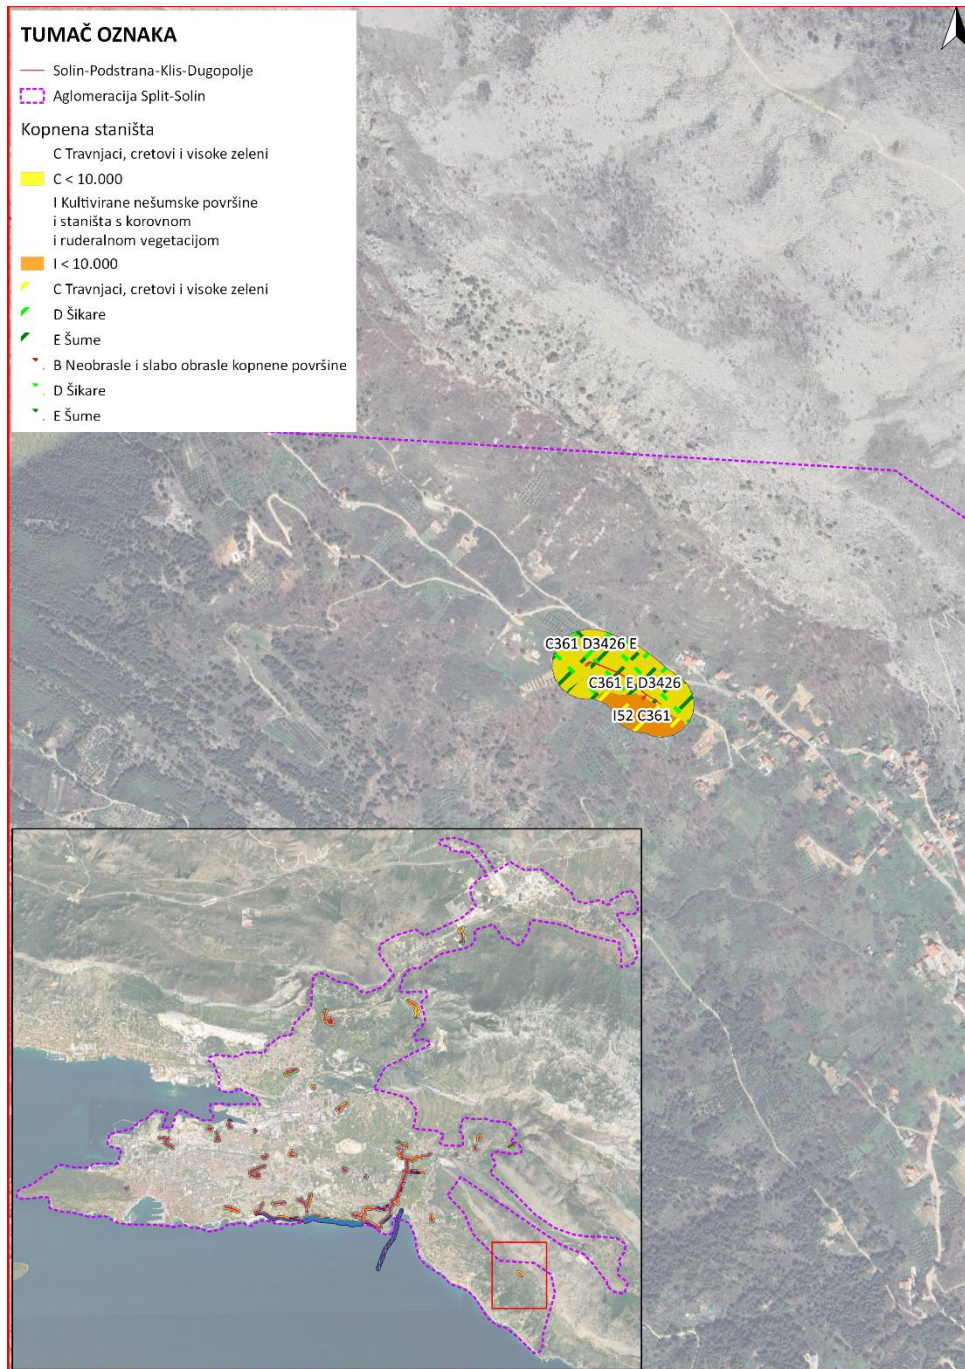 TUMAČ OZNAKA
Solin-Podstrana-Klis-Dugopolje
Aglomeracija Split-Solin
Kopnena staništa
C Travnjaci, cretovi i visoke zeleni
C < 10.000
I Kultivirane nešumske površine
i staništa s korovnom
i ruderalnom vegetacijom
I < 10.000
C Travnjaci, cretovi i visoke zeleni
D Šikare
E Šume
B Neobrasle i slabo obrasle kopnene površine
D Šikare
E Šume
C361 D3426 E
C361 E D3426
I52 C361